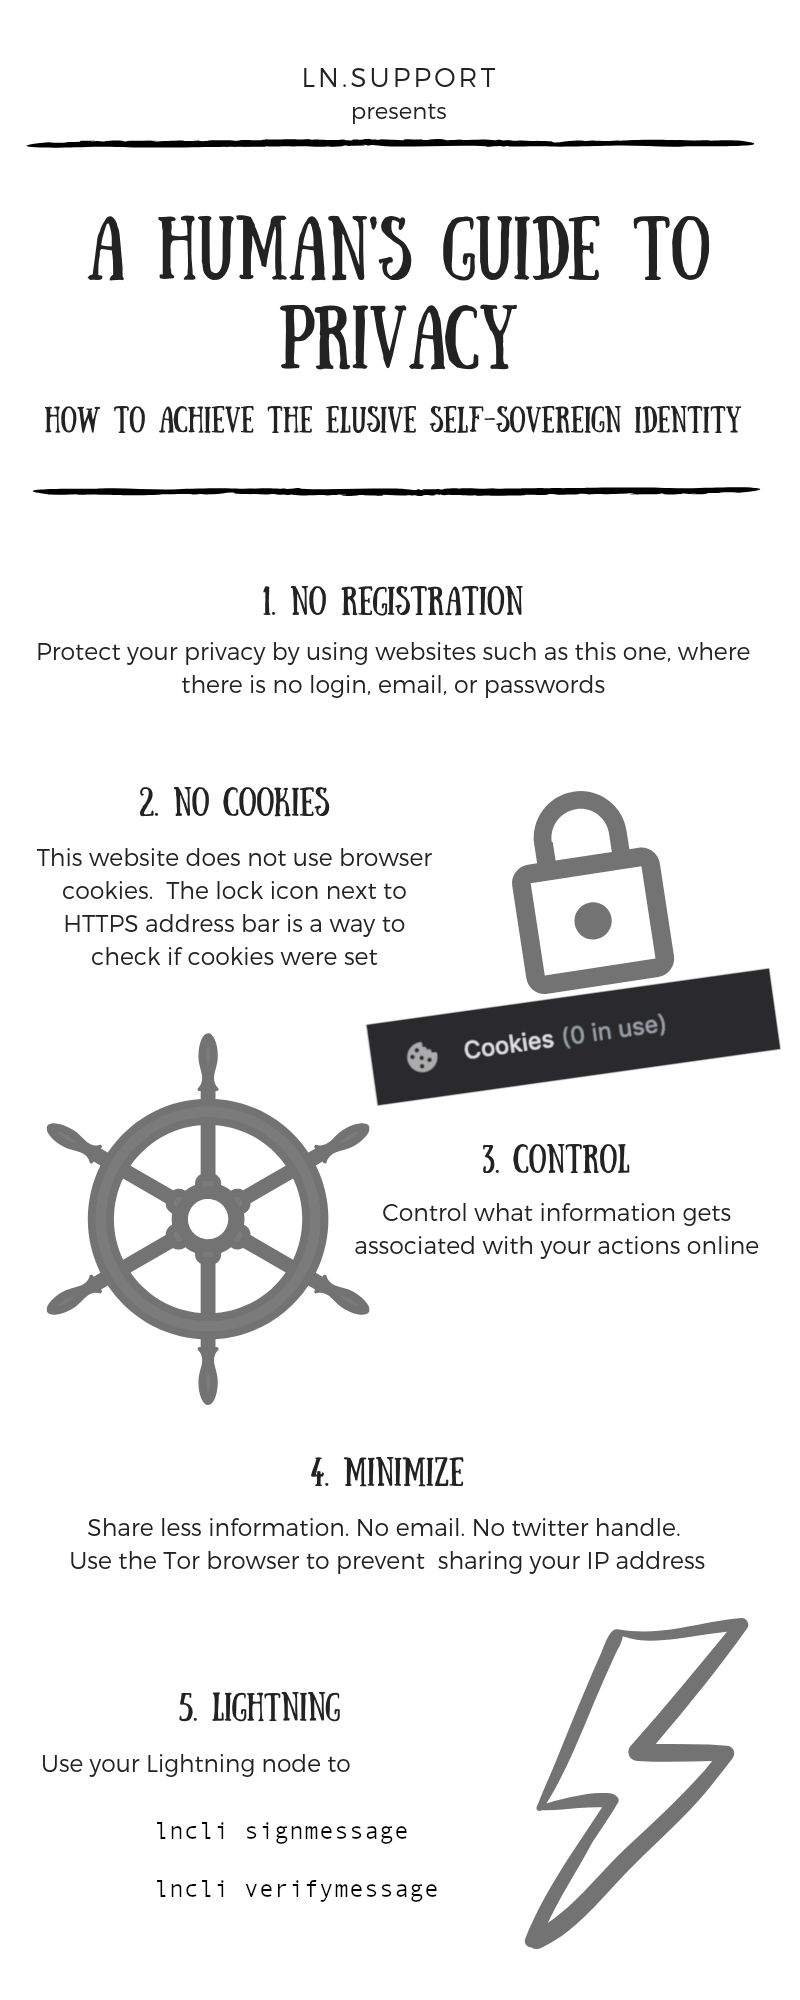 LN.SUPPORT
presents
A HUMAN'S GUIDE TO
PRIVACY
HOW TO ACHIEVE THE ELUSIVE SELF-SOVEREIGN IDENTITY
1. NO REGISTRATION
Protect your privacy by using websites such as this one, where
there is no login, email, or passwords
2. NO COOKIES
This website does not use browser
cookies.  The lock icon next to
HTTPS address bar is a way to
check if cookies were set
Cookies (0 in use)
3. CONTROL
Control what information gets
associated with your actions online
4. MINIMIZE
Share less information. No email. No twitter handle.
Use the Tor browser to prevent  sharing your IP address
5. LIGHTNING
Use your Lightning node to
lncli signmessage
lncli verifymessage